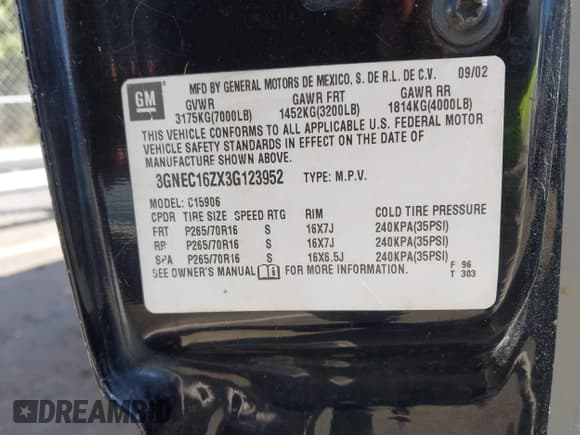 GM
MFD BY GENERAL MOTORS DE MEXICO, S. DE R.L. DE C.V. 09/02
GVWR GAWR FRT GAWR RR
3175KG(7000LB) 1452KG(3200LB) 1814KG(4000LB)
THIS VEHICLE CONFORMS TO ALL APPLICABLE U.S. FEDERAL MOTOR
VEHICLE SAFETY STANDARDS IN EFFECT ON THE DATE OF
MANUFACTURE SHOWN ABOVE.
3GNEC16ZX3G123952 TYPE: M.P.V.
MODEL: C15906
CPDR TIRE SIZE SPEED RTG RIM COLD TIRE PRESSURE
FRT P265/70R16 S 16X7J 240KPA(35PSI)
RR P265/70R16 S 16X7J 240KPA(35PSI)
SPA P265/70R16 S 16X6.5J 240KPA(35PSI)
SEE OWNER'S MANUAL FOR MORE INFORMATION. F 96
T 303
DREAMBID